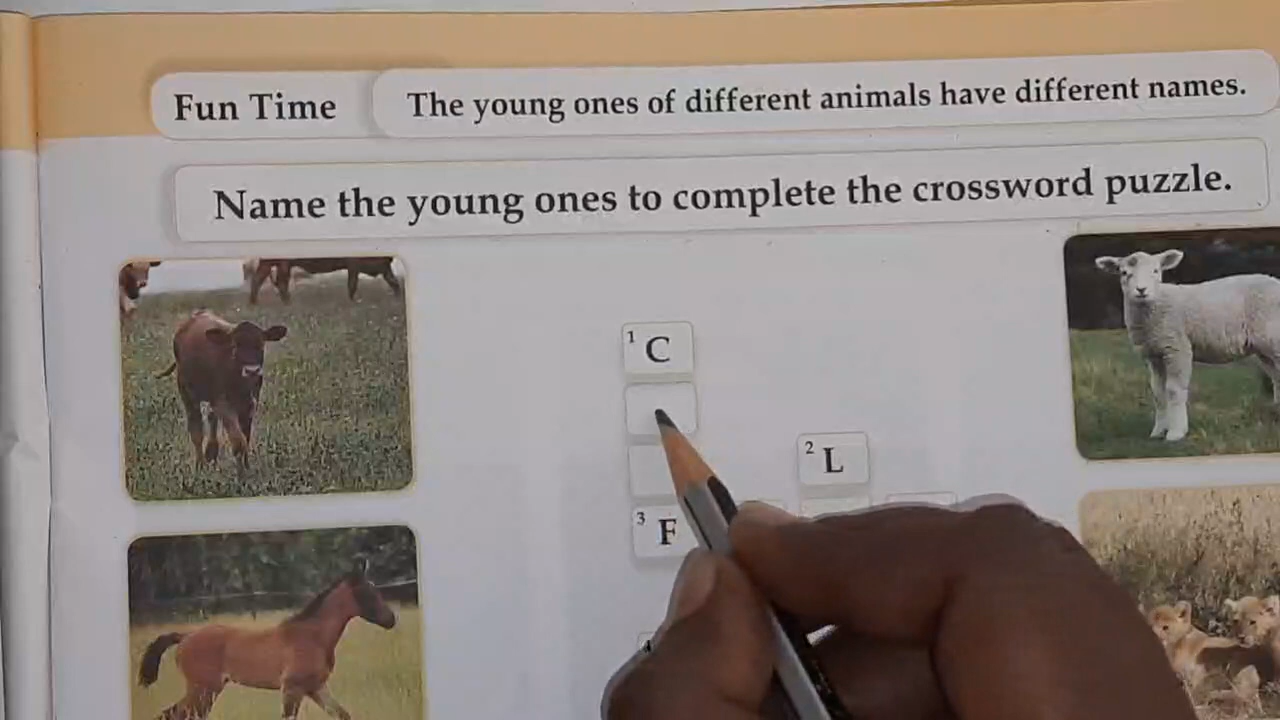 Fun Time
The young ones of different animals have different names.
Name the young ones to complete the crossword puzzle.
1 C
2 L
3 F
4